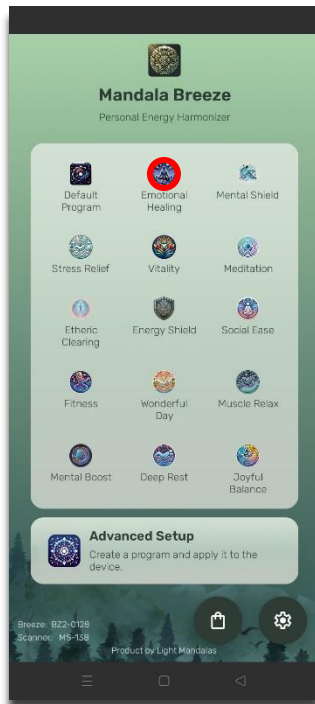 Mandala Breeze
Personal Energy Harmonizer
Default Program
Emotional Healing
Mental Shield
Stress Relief
Vitality
Meditation
Etheric Clearing
Energy Shield
Social Ease
Fitness
Wonderful Day
Muscle Relax
Mental Boost
Deep Rest
Joyful Balance
Advanced Setup
Create a program and apply it to the
device.
Breeze: BZ2-0128
Scanner: MS-138
Product by Light Mandalas